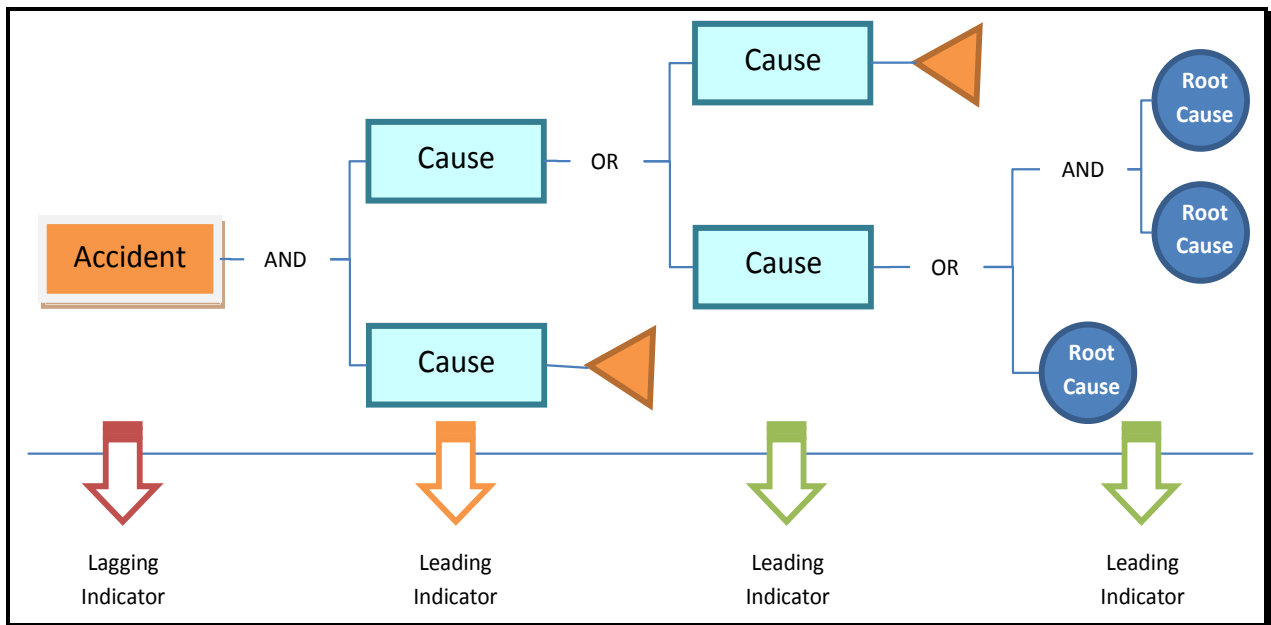 Cause
Root
Cause
Cause
OR
AND
Root
Cause
Accident
AND
Cause
OR
Cause
Root
Cause
Lagging
Indicator
Leading
Indicator
Leading
Indicator
Leading
Indicator